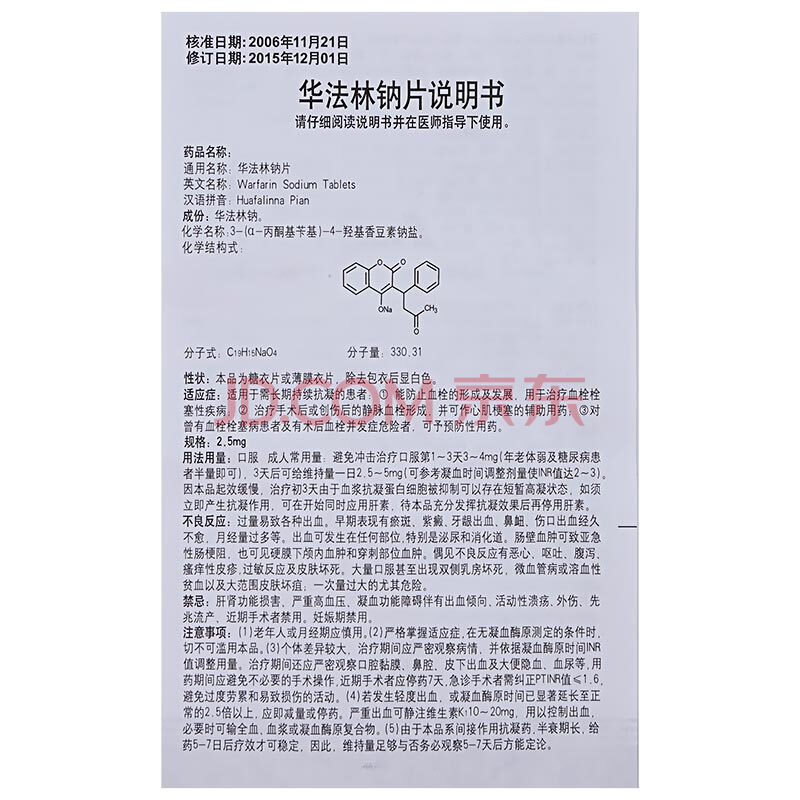 核准日期:2006年11月21日
修订日期:2015年12月01日
华法林钠片说明书
请仔细阅读说明书并在医师指导下使用。
药品名称:
通用名称: 华法林钠片
英文名称: Warfarin Sodium Tablets
汉语拼音: Huafalinna Pian
成份: 华法林钠。
化学名称:3-(α-丙酮基苄基)-4-羟基香豆素钠盐。
化学结构式:
O
O
ONa
CH₃
O
分子式: C₁₉H₁₅NaO₄ 分子量: 330.31
性状: 本品为糖衣片或薄膜衣片, 除去包衣后显白色。
适应症: 适用于需长期持续抗凝的患者: ① 能防止血栓的形成及发展, 用于治疗血栓栓
塞性疾病, ② 治疗手术后或创伤后的静脉血栓形成, 并可作心肌梗塞的辅助用药; ③对
曾有血栓栓塞病患者及有术后血栓并发症危险者, 可予预防性用药。
规格: 2.5mg
用法用量: 口服 成人常用量: 避免冲击治疗口服第1~3天3~4mg(年老体弱及糖尿病患
者半量即可), 3天后可给维持量一日2.5~5mg(可参考凝血时间调整剂量使INR值达2~3)。
因本品起效缓慢, 治疗初3天由于血浆抗凝蛋白细胞被抑制可以存在短暂高凝状态, 如须
立即产生抗凝作用, 可在开始同时应用肝素, 待本品充分发挥抗凝效果后再停用肝素。
不良反应: 过量易致各种出血。早期表现有瘀斑、紫癜、牙龈出血、鼻衄、伤口出血经久
不愈, 月经量过多等。出血可发生在任何部位, 特别是泌尿和消化道。肠壁血肿可致亚急
性肠梗阻, 也可见硬膜下颅内血肿和穿刺部位血肿。偶见不良反应有恶心、呕吐、腹泻、
瘙痒性皮疹, 过敏反应及皮肤坏死。大量口服甚至出现双侧乳房坏死, 微血管病或溶血性
贫血以及大范围皮肤坏疽; 一次量过大的尤其危险。
禁忌: 肝肾功能损害、严重高血压、凝血功能障碍伴有出血倾向、活动性溃疡、外伤、先
兆流产、近期手术者禁用。妊娠期禁用。
注意事项: (1)老年人或月经期应慎用。(2)严格掌握适应症, 在无凝血酶原测定的条件时,
切不可滥用本品。(3)个体差异较大, 治疗期间应严密观察病情, 并依据凝血酶原时间INR
值调整用量。治疗期间还应严密观察口腔黏膜、鼻腔、皮下出血及大便隐血、血尿等, 用
药期间应避免不必要的手术操作, 近期手术者应停药7天, 急诊手术者需纠正PTINR值≤1.6,
避免过度劳累和易致损伤的活动。(4)若发生轻度出血, 或凝血酶原时间已显著延长至正
常的2.5倍以上, 应即减量或停药。严重出血可静注维生素K₁10~20mg, 用以控制出血,
必要时可输全血、血浆或凝血酶原复合物。(5)由于本品系间接作用抗凝药, 半衰期长, 给
药5-7日后疗效才可稳定, 因此, 维持量足够与否务必观察5-7天后方能定论。
JD.COM 京东